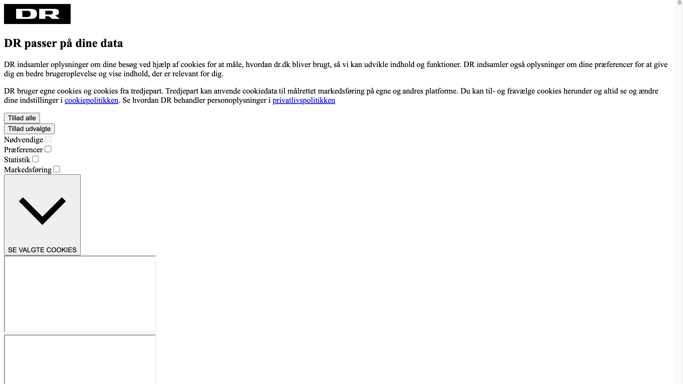 DR
DR passer på dine data
DR indsamler oplysninger om dine besøg ved hjælp af cookies for at måle, hvordan dr.dk bliver brugt, så vi kan udvikle indhold og funktioner. DR indsamler også oplysninger om dine præferencer for at give
dig en bedre brugeroplevelse og vise indhold, der er relevant for dig.
DR bruger egne cookies og cookies fra tredjepart. Tredjepart kan anvende cookiedata til målrettet markedsføring på egne og andres platforme. Du kan til- og fravælge cookies herunder og altid se og ændre
dine indstillinger i cookiepolitikken. Se hvordan DR behandler personoplysninger i privatlivspolitikken
Tillad alle
Tillad udvalgte
Nødvendige
Præferencer
Statistik
Markedsføring
SE VALGTE COOKIES